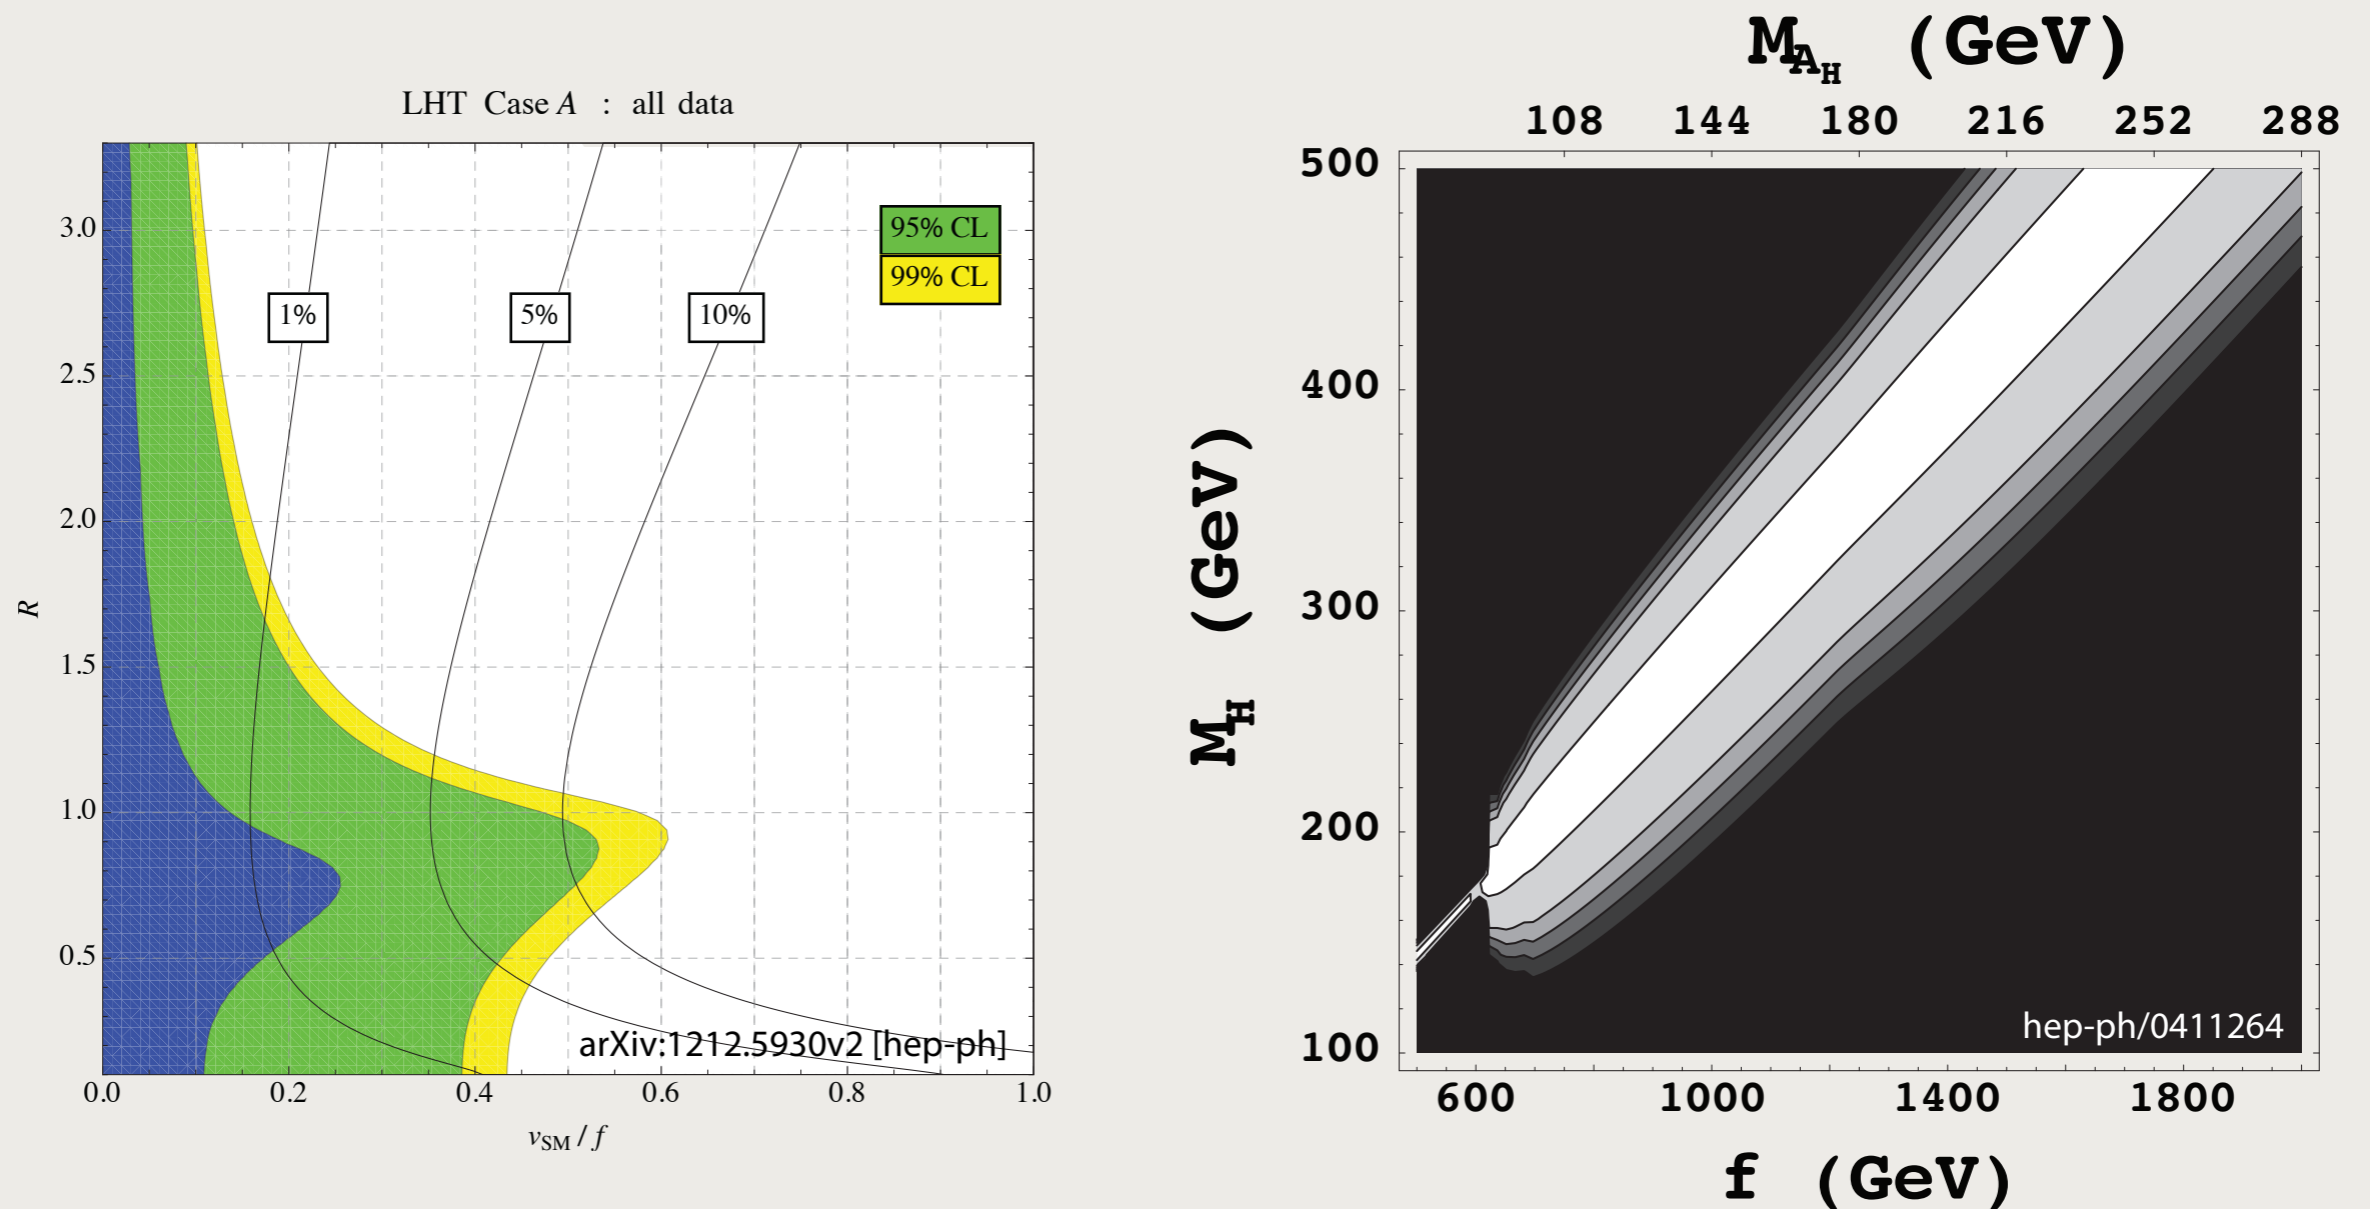 LHT Case A : all data
3.0
2.5
2.0
1.5
1.0
0.5
R
95% CL
99% CL
1%
5%
10%
arXiv:1212.5930v2 [hep-ph]
0.0 0.2 0.4 0.6 0.8 1.0
vSM / f
MAH (GeV)
108 144 180 216 252 288
500
400
300
200
100
MH (GeV)
hep-ph/0411264
600 1000 1400 1800
f (GeV)